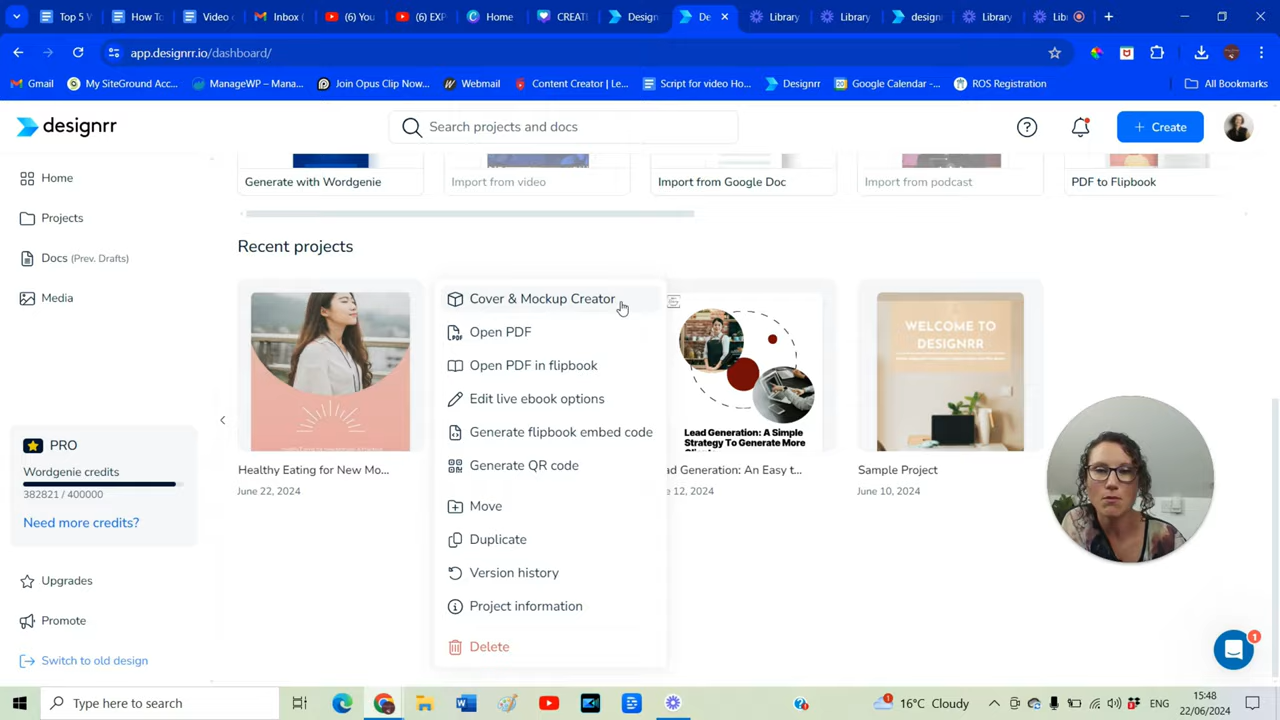 Top 5 V
How To
Video
Inbox (
(6) You
(6) EXP
Home
CREATI
Design
De
Library
Library
design
Library
Lib
app.designrr.io/dashboard/
Gmail
My SiteGround Acc...
ManageWP – Mana...
Join Opus Clip Now...
Webmail
Content Creator | Le...
Script for video Ho...
Designrr
Google Calendar -...
ROS Registration
All Bookmarks
designrr
Search projects and docs
+ Create
Home
Projects
Docs (Prev. Drafts)
Media
Generate with Wordgenie
Import from video
Import from Google Doc
Import from podcast
PDF to Flipbook
Recent projects
Cover & Mockup Creator
Open PDF
Open PDF in flipbook
Edit live ebook options
Generate flipbook embed code
Generate QR code
Move
Duplicate
Version history
Project information
Delete
Lead Generation: A Simple
Strategy To Generate More
WELCOME TO
DESIGNRR
Healthy Eating for New Mo...
June 22, 2024
ad Generation: An Easy t...
e 12, 2024
Sample Project
June 10, 2024
PRO
Wordgenie credits
382821 / 400000
Need more credits?
Upgrades
Promote
Switch to old design
1
Type here to search
16°C Cloudy
ENG
15:48
22/06/2024